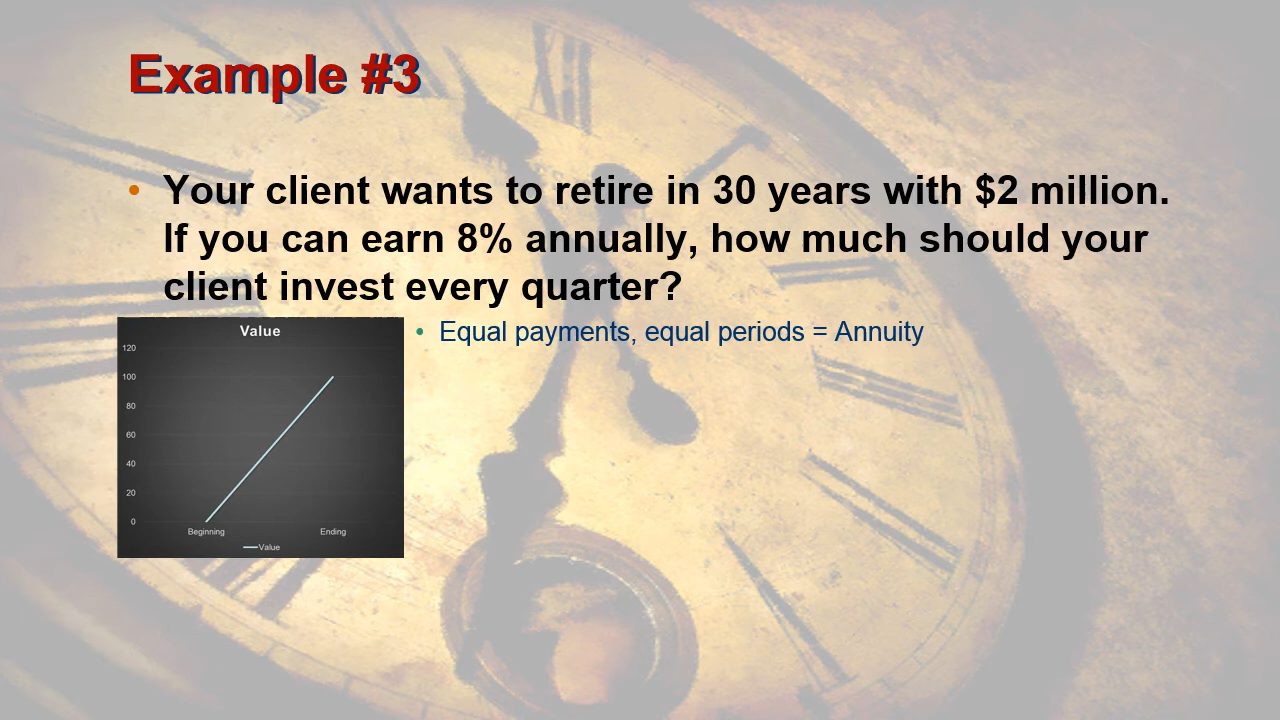 Example #3
• Your client wants to retire in 30 years with $2 million.
If you can earn 8% annually, how much should your
client invest every quarter?
• Equal payments, equal periods = Annuity
Value
120
100
80
60
40
20
0
Beginning Ending
Value